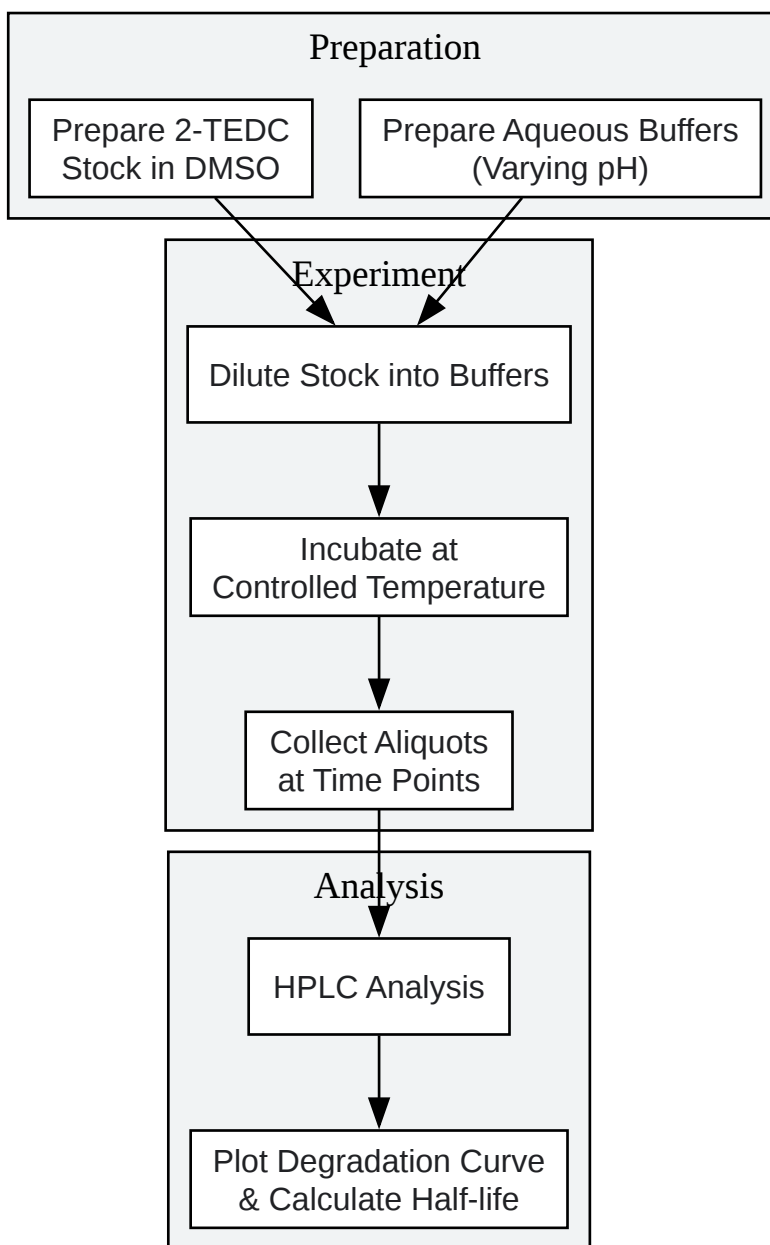 Preparation
Prepare 2-TEDC
Stock in DMSO
Prepare Aqueous Buffers
(Varying pH)
Experiment
Dilute Stock into Buffers
Incubate at
Controlled Temperature
Collect Aliquots
at Time Points
Analysis
HPLC Analysis
Plot Degradation Curve
& Calculate Half-life